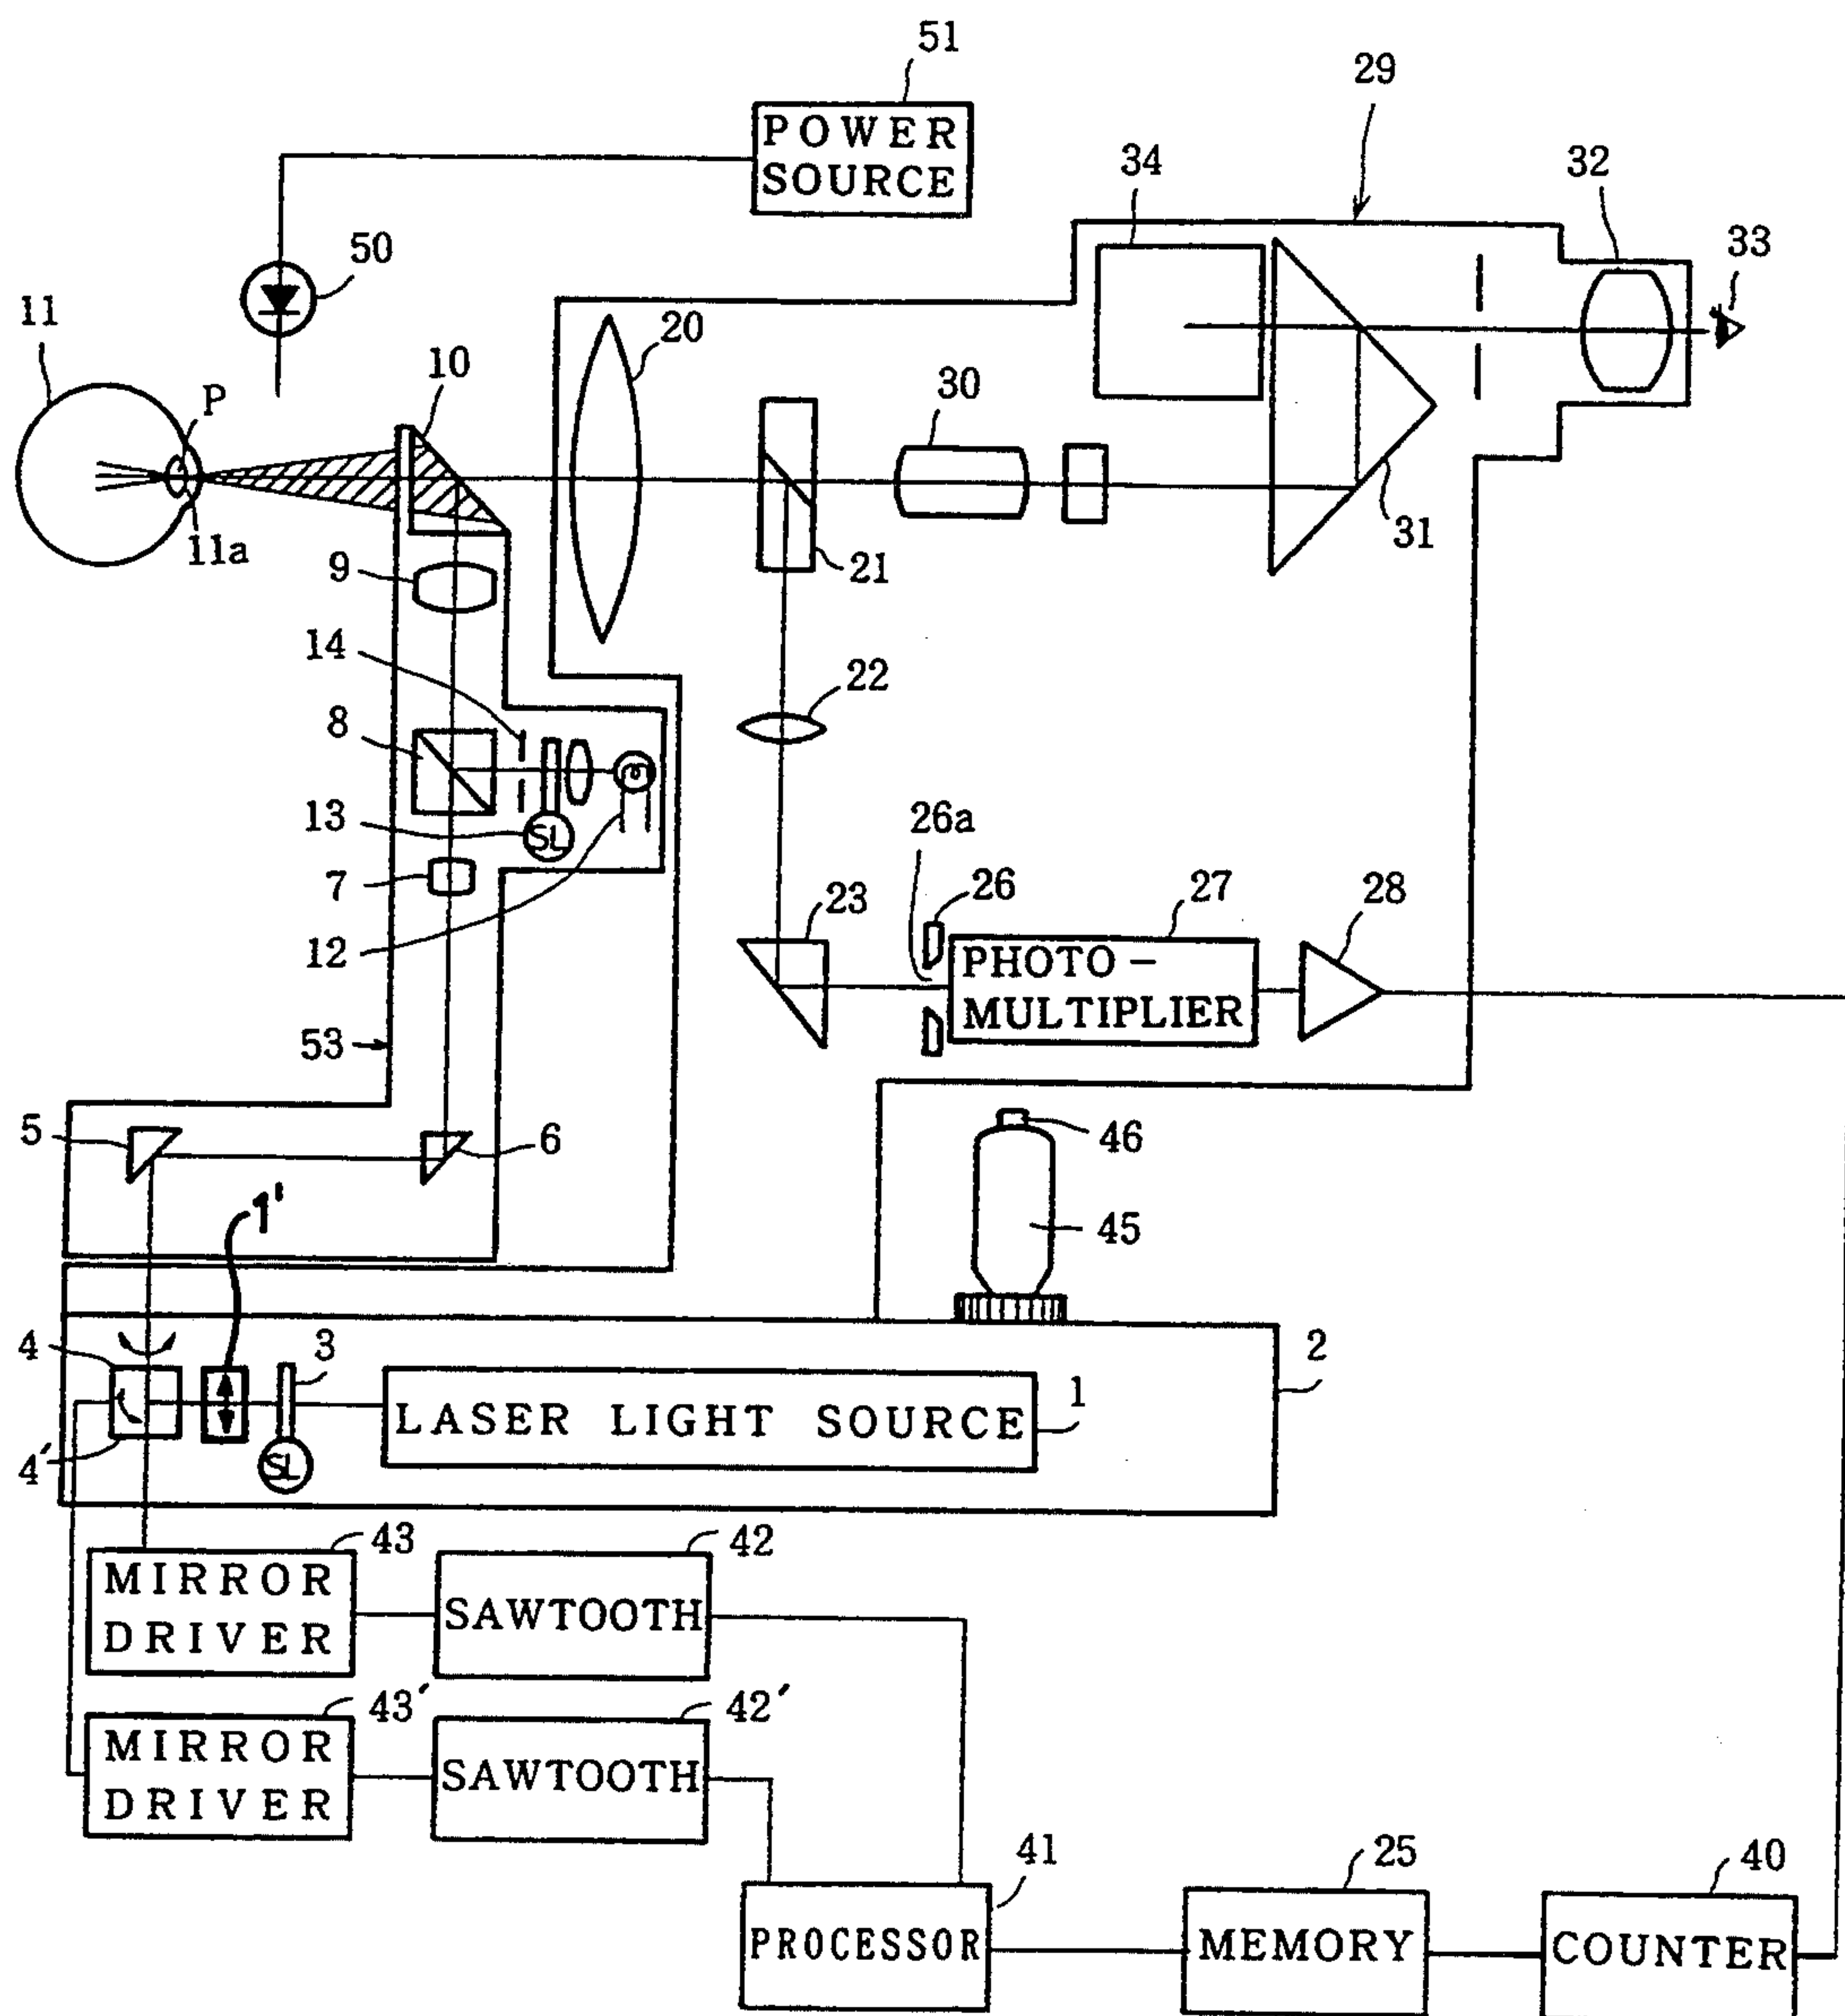 51
POWER
SOURCE
29
34
32
33
50
11
10
20
P
30
11a
9
21
31
14
22
8
SL
13
26a
7
26
27
28
23
12
PHOTO-
MULTIPLIER
53
5
6
46
1'
45
4
3
2
1
LASER LIGHT SOURCE
4'
SL
43
42
MIRROR
DRIVER
SAWTOOTH
43'
42'
MIRROR
DRIVER
SAWTOOTH
41
25
40
PROCESSOR
MEMORY
COUNTER